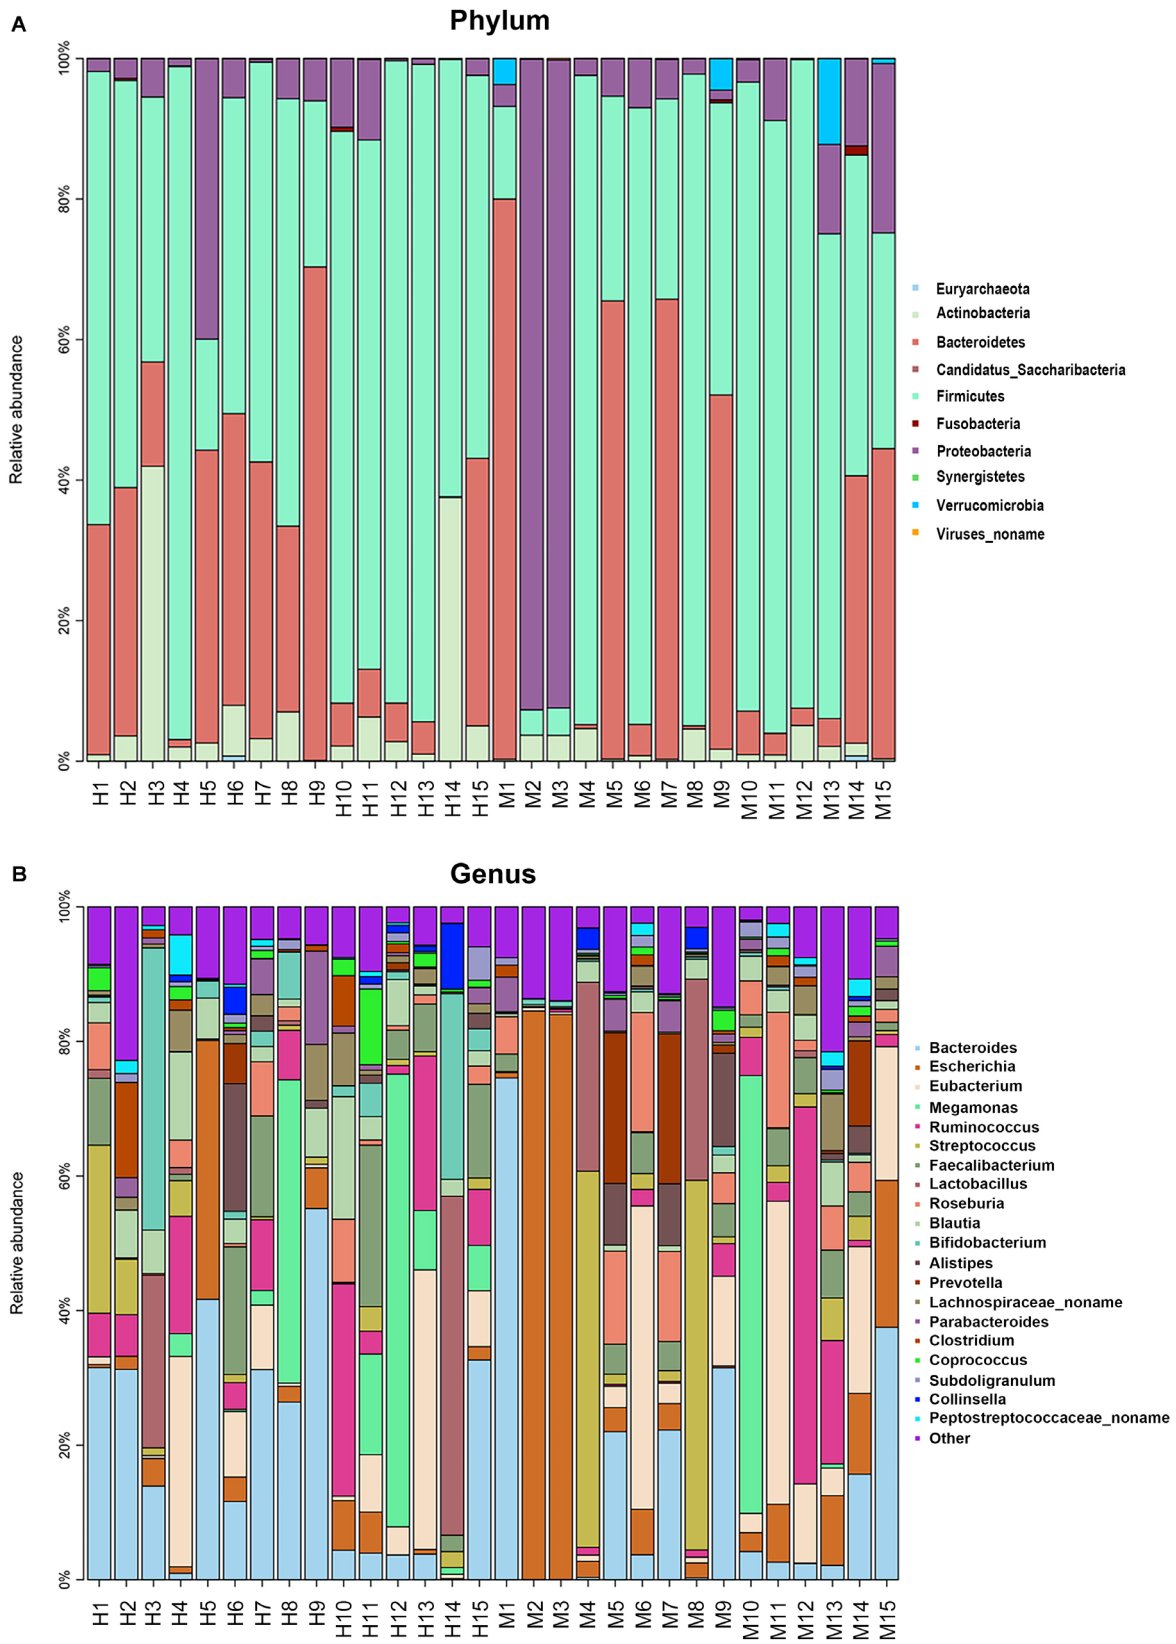 A
Phylum
Relative abundance
100%
80%
60%
40%
20%
0%
H1 H2 H3 H4 H5 H6 H7 H8 H9 H10 H11 H12 H13 H14 H15 M1 M2 M3 M4 M5 M6 M7 M8 M9 M10 M11 M12 M13 M14 M15
Euryarchaeota
Actinobacteria
Bacteroidetes
Candidatus_Saccharibacteria
Firmicutes
Fusobacteria
Proteobacteria
Synergistetes
Verrucomicrobia
Viruses_noname
B
Genus
Relative abundance
100%
80%
60%
40%
20%
0%
H1 H2 H3 H4 H5 H6 H7 H8 H9 H10 H11 H12 H13 H14 H15 M1 M2 M3 M4 M5 M6 M7 M8 M9 M10 M11 M12 M13 M14 M15
Bacteroides
Escherichia
Eubacterium
Megamonas
Ruminococcus
Streptococcus
Faecalibacterium
Lactobacillus
Roseburia
Blautia
Bifidobacterium
Alistipes
Prevotella
Lachnospiraceae_noname
Parabacteroides
Clostridium
Coprococcus
Subdoligranulum
Collinsella
Peptostreptococcaceae_noname
Other